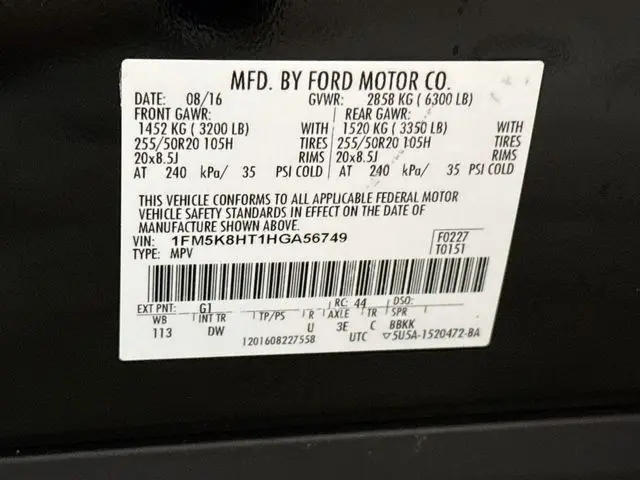 MFD. BY FORD MOTOR CO.
DATE: 08/16 GVWR: 2858 KG ( 6300 LB)
FRONT GAWR: REAR GAWR:
1452 KG ( 3200 LB) WITH 1520 KG ( 3350 LB) WITH
255/50R20 105H TIRES 255/50R20 105H TIRES
20x8.5J RIMS 20x8.5J RIMS
AT 240 kPa/ 35 PSI COLD AT 240 kPa/ 35 PSI COLD
THIS VEHICLE CONFORMS TO ALL APPLICABLE FEDERAL MOTOR
VEHICLE SAFETY STANDARDS IN EFFECT ON THE DATE OF
MANUFACTURE SHOWN ABOVE.
VIN: 1FM5K8HT1HGA56749 F0227
TYPE: MPV T0151
EXT PNT: G1 RC: 44 DSO:
WB INT TR TP/PS R AXLE TR SPR
113 DW U 3E C BBKK
1201608227558 UTC ▽5U5A-1520472-BA